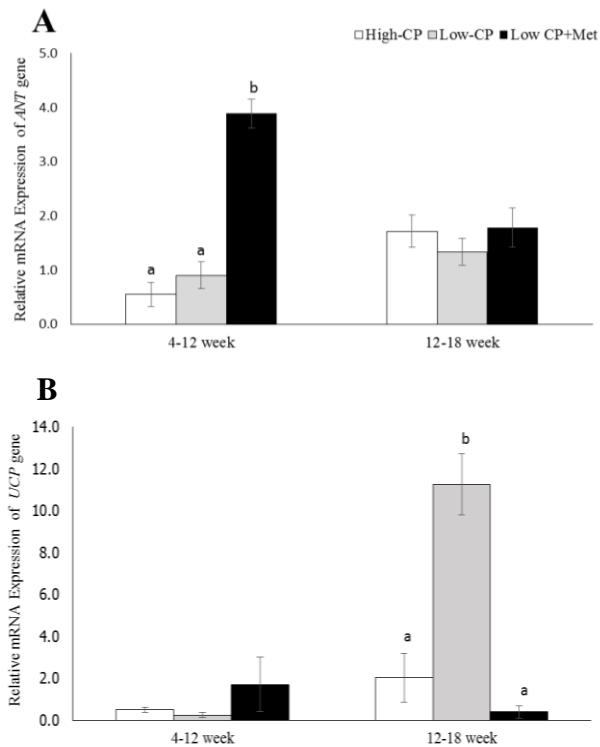 A
High-CP Low-CP Low CP+Met
Relative mRNA Expression of ANT gene
5.0
4.0
3.0
2.0
1.0
0.0
a
a
b
4-12 week
12-18 week
B
Relative mRNA Expression of UCP gene
14.0
12.0
10.0
8.0
6.0
4.0
2.0
0.0
a
b
a
4-12 week
12-18 week